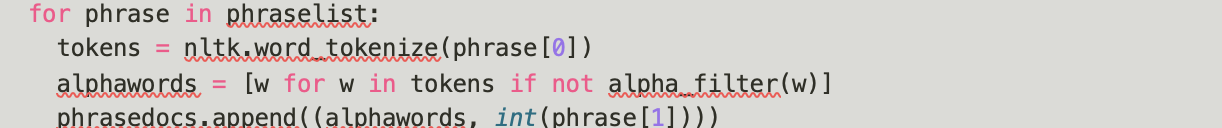 for phrase in phraselist:
tokens = nltk.word_tokenize(phrase[0])
alphawords = [w for w in tokens if not alpha_filter(w)]
phrasedocs.append((alphawords, int(phrase[1])))